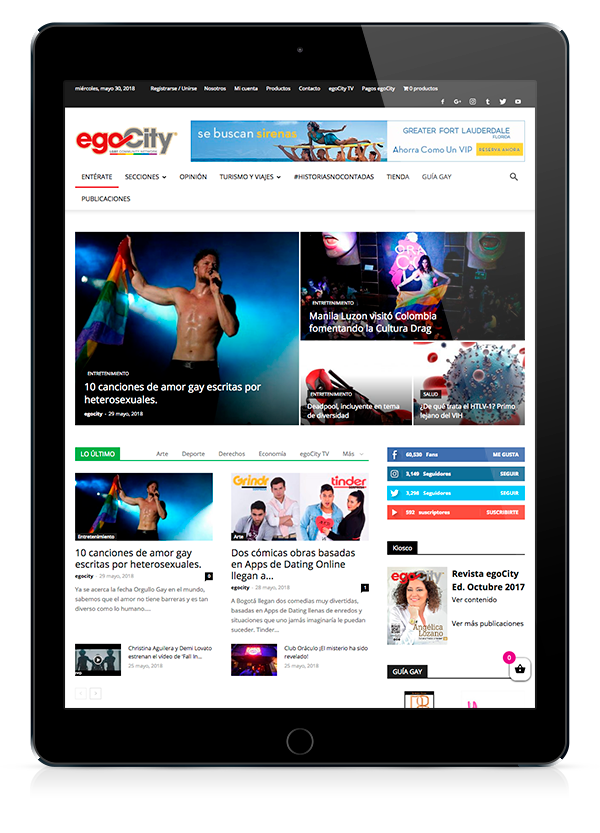 miércoles, mayo 30, 2018 Registrarse / Unirse Nosotros Mi cuenta Productos Contacto egoCity TV Pagos egoCity 0 productos
egoCity
LGBT COMMUNITY NETWORK
se buscan sirenas
GREATER FORT LAUDERDALE
FLORIDA
Ahorra Como Un VIP RESERVA AHORA
ENTÉRATE SECCIONES OPINIÓN TURISMO Y VIAJES #HISTORIASNOCONTADAS TIENDA GUÍA GAY
PUBLICACIONES
ENTRETENIMIENTO
10 canciones de amor gay escritas por
heterosexuales.
egocity - 29 mayo, 2018
ENTRETENIMIENTO
Manila Luzon visitó Colombia
fomentando la Cultura Drag
ENTRETENIMIENTO
Deadpool, incluyente en tema
de diversidad
SALUD
¿De qué trata el HTLV-1? Primo
lejano del VIH
LO ÚLTIMO Arte Deporte Derechos Economía egoCity TV Más
Entretenimiento
10 canciones de amor gay
escritas por heterosexuales.
egocity - 29 mayo, 2018 0
Ya se acerca la fecha Orgullo Gay en el mundo,
sabemos que el amor no tiene barreras y es tan
diverso como lo humano....
Grindr
tinder
Arte
Dos cómicas obras basadas
en Apps de Dating Online
llegan a...
egocity - 28 mayo, 2018 1
A Bogotá llegan dos comedias muy divertidas,
basadas en Apps de Dating llenas de enredos y
situaciones que uno jamás imaginaría le puedan
suceder. Tinder...
Christina Aguilera y Demi Lovato
estrenan el vídeo de 'Fall In...
25 mayo, 2018
Club Oráculo ¡El misterio ha sido
revelado!
25 mayo, 2018
60,530 Fans ME GUSTA
3,149 Seguidores SEGUIR
3,298 Seguidores SEGUIR
592 suscriptores SUSCRIBIRTE
Kiosco
egoCity
Angélica
Lozano
Revista egoCity
Ed. Octubre 2017
Ver contenido
Ver más publicaciones
0
GUÍA GAY